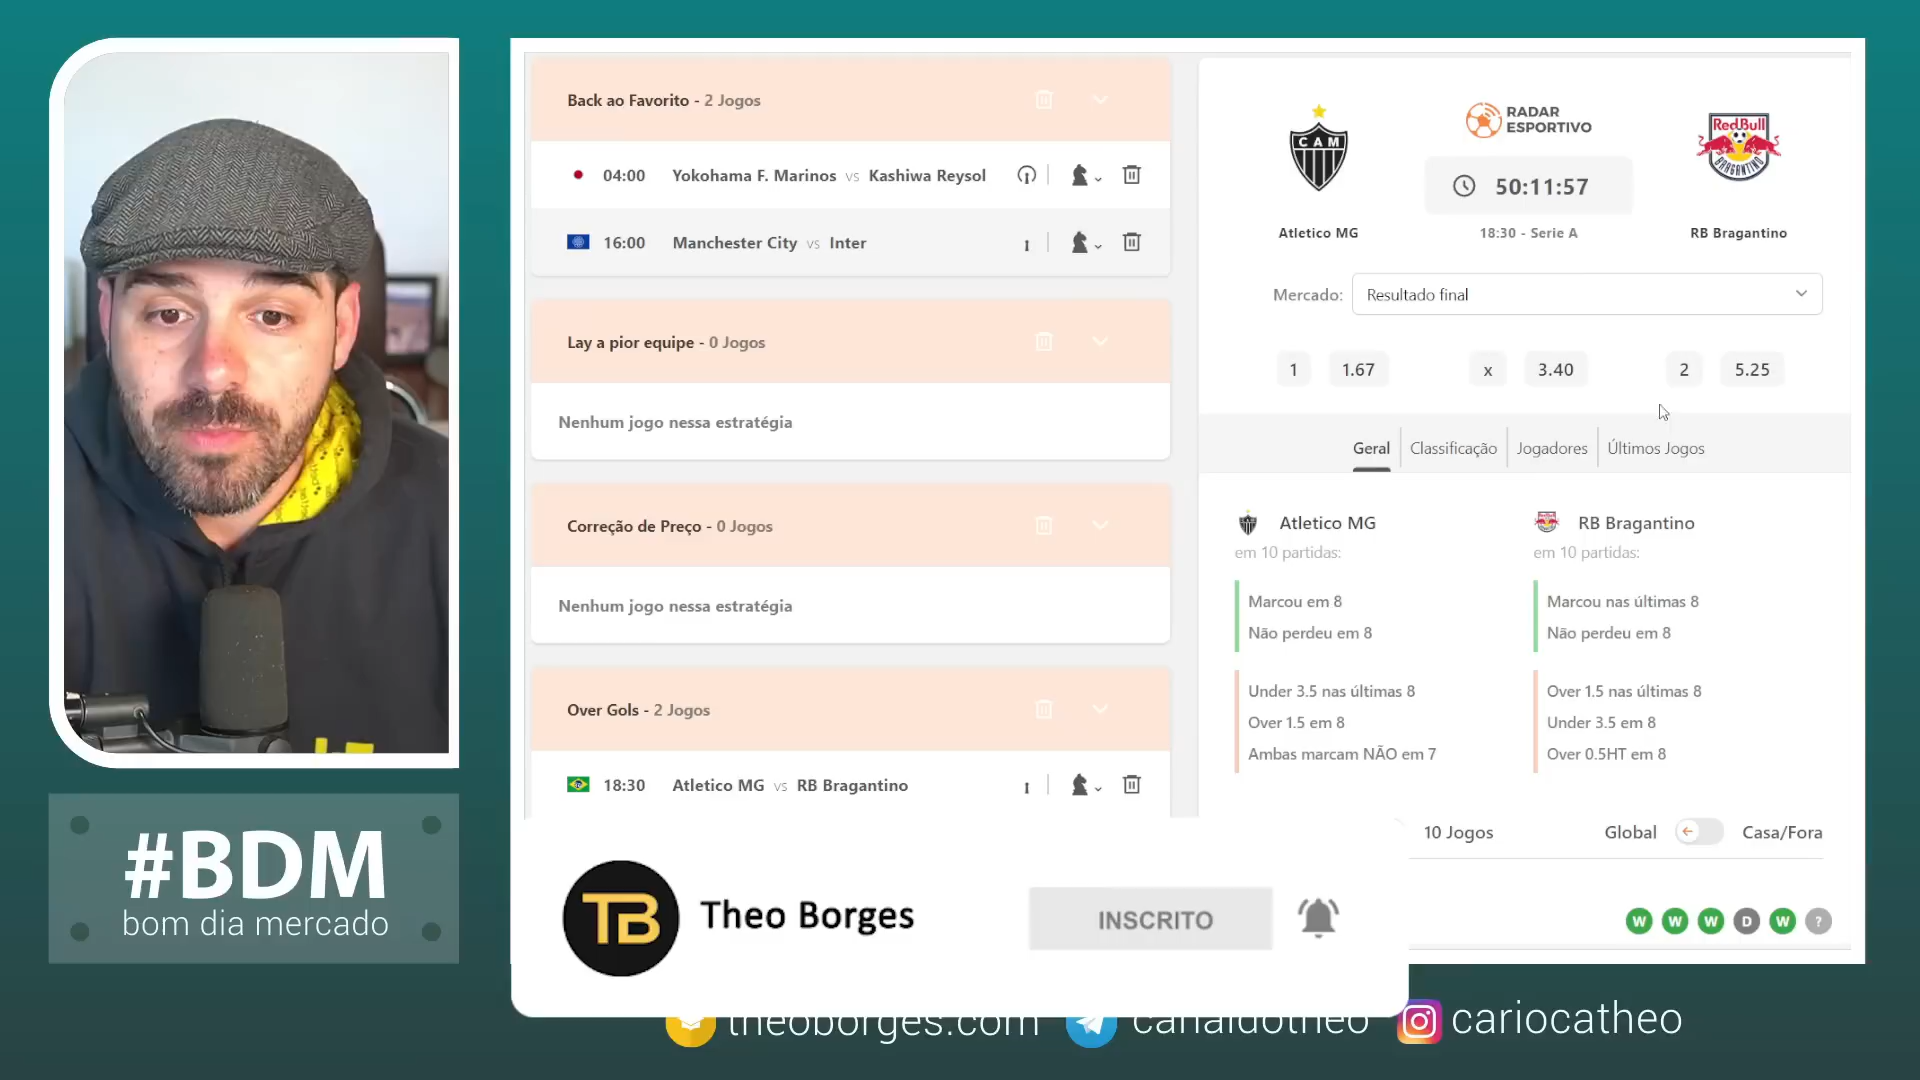 Back ao Favorito - 2 Jogos
04:00 Yokohama F. Marinos vs Kashiwa Reysol
16:00 Manchester City vs Inter
Lay a pior equipe - 0 Jogos
Nenhum jogo nessa estratégia
Correção de Preço - 0 Jogos
Nenhum jogo nessa estratégia
Over Gols - 2 Jogos
18:30 Atletico MG vs RB Bragantino
CAM
RADAR
ESPORTIVO
RedBull
BRAGANTINO
50:11:57
Atletico MG
18:30 - Serie A
RB Bragantino
Mercado: Resultado final
1 1.67 x 3.40 2 5.25
Geral Classificação Jogadores Últimos Jogos
Atletico MG
em 10 partidas:
Marcou em 8
Não perdeu em 8
Under 3.5 nas últimas 8
Over 1.5 em 8
Ambas marcam NÃO em 7
RB Bragantino
em 10 partidas:
Marcou nas últimas 8
Não perdeu em 8
Over 1.5 nas últimas 8
Under 3.5 em 8
Over 0.5HT em 8
10 Jogos Global Casa/Fora
W W W D W ?
#BDM
bom dia mercado
TB Theo Borges
INSCRITO
theoborges.com canaldotheo cariocatheo